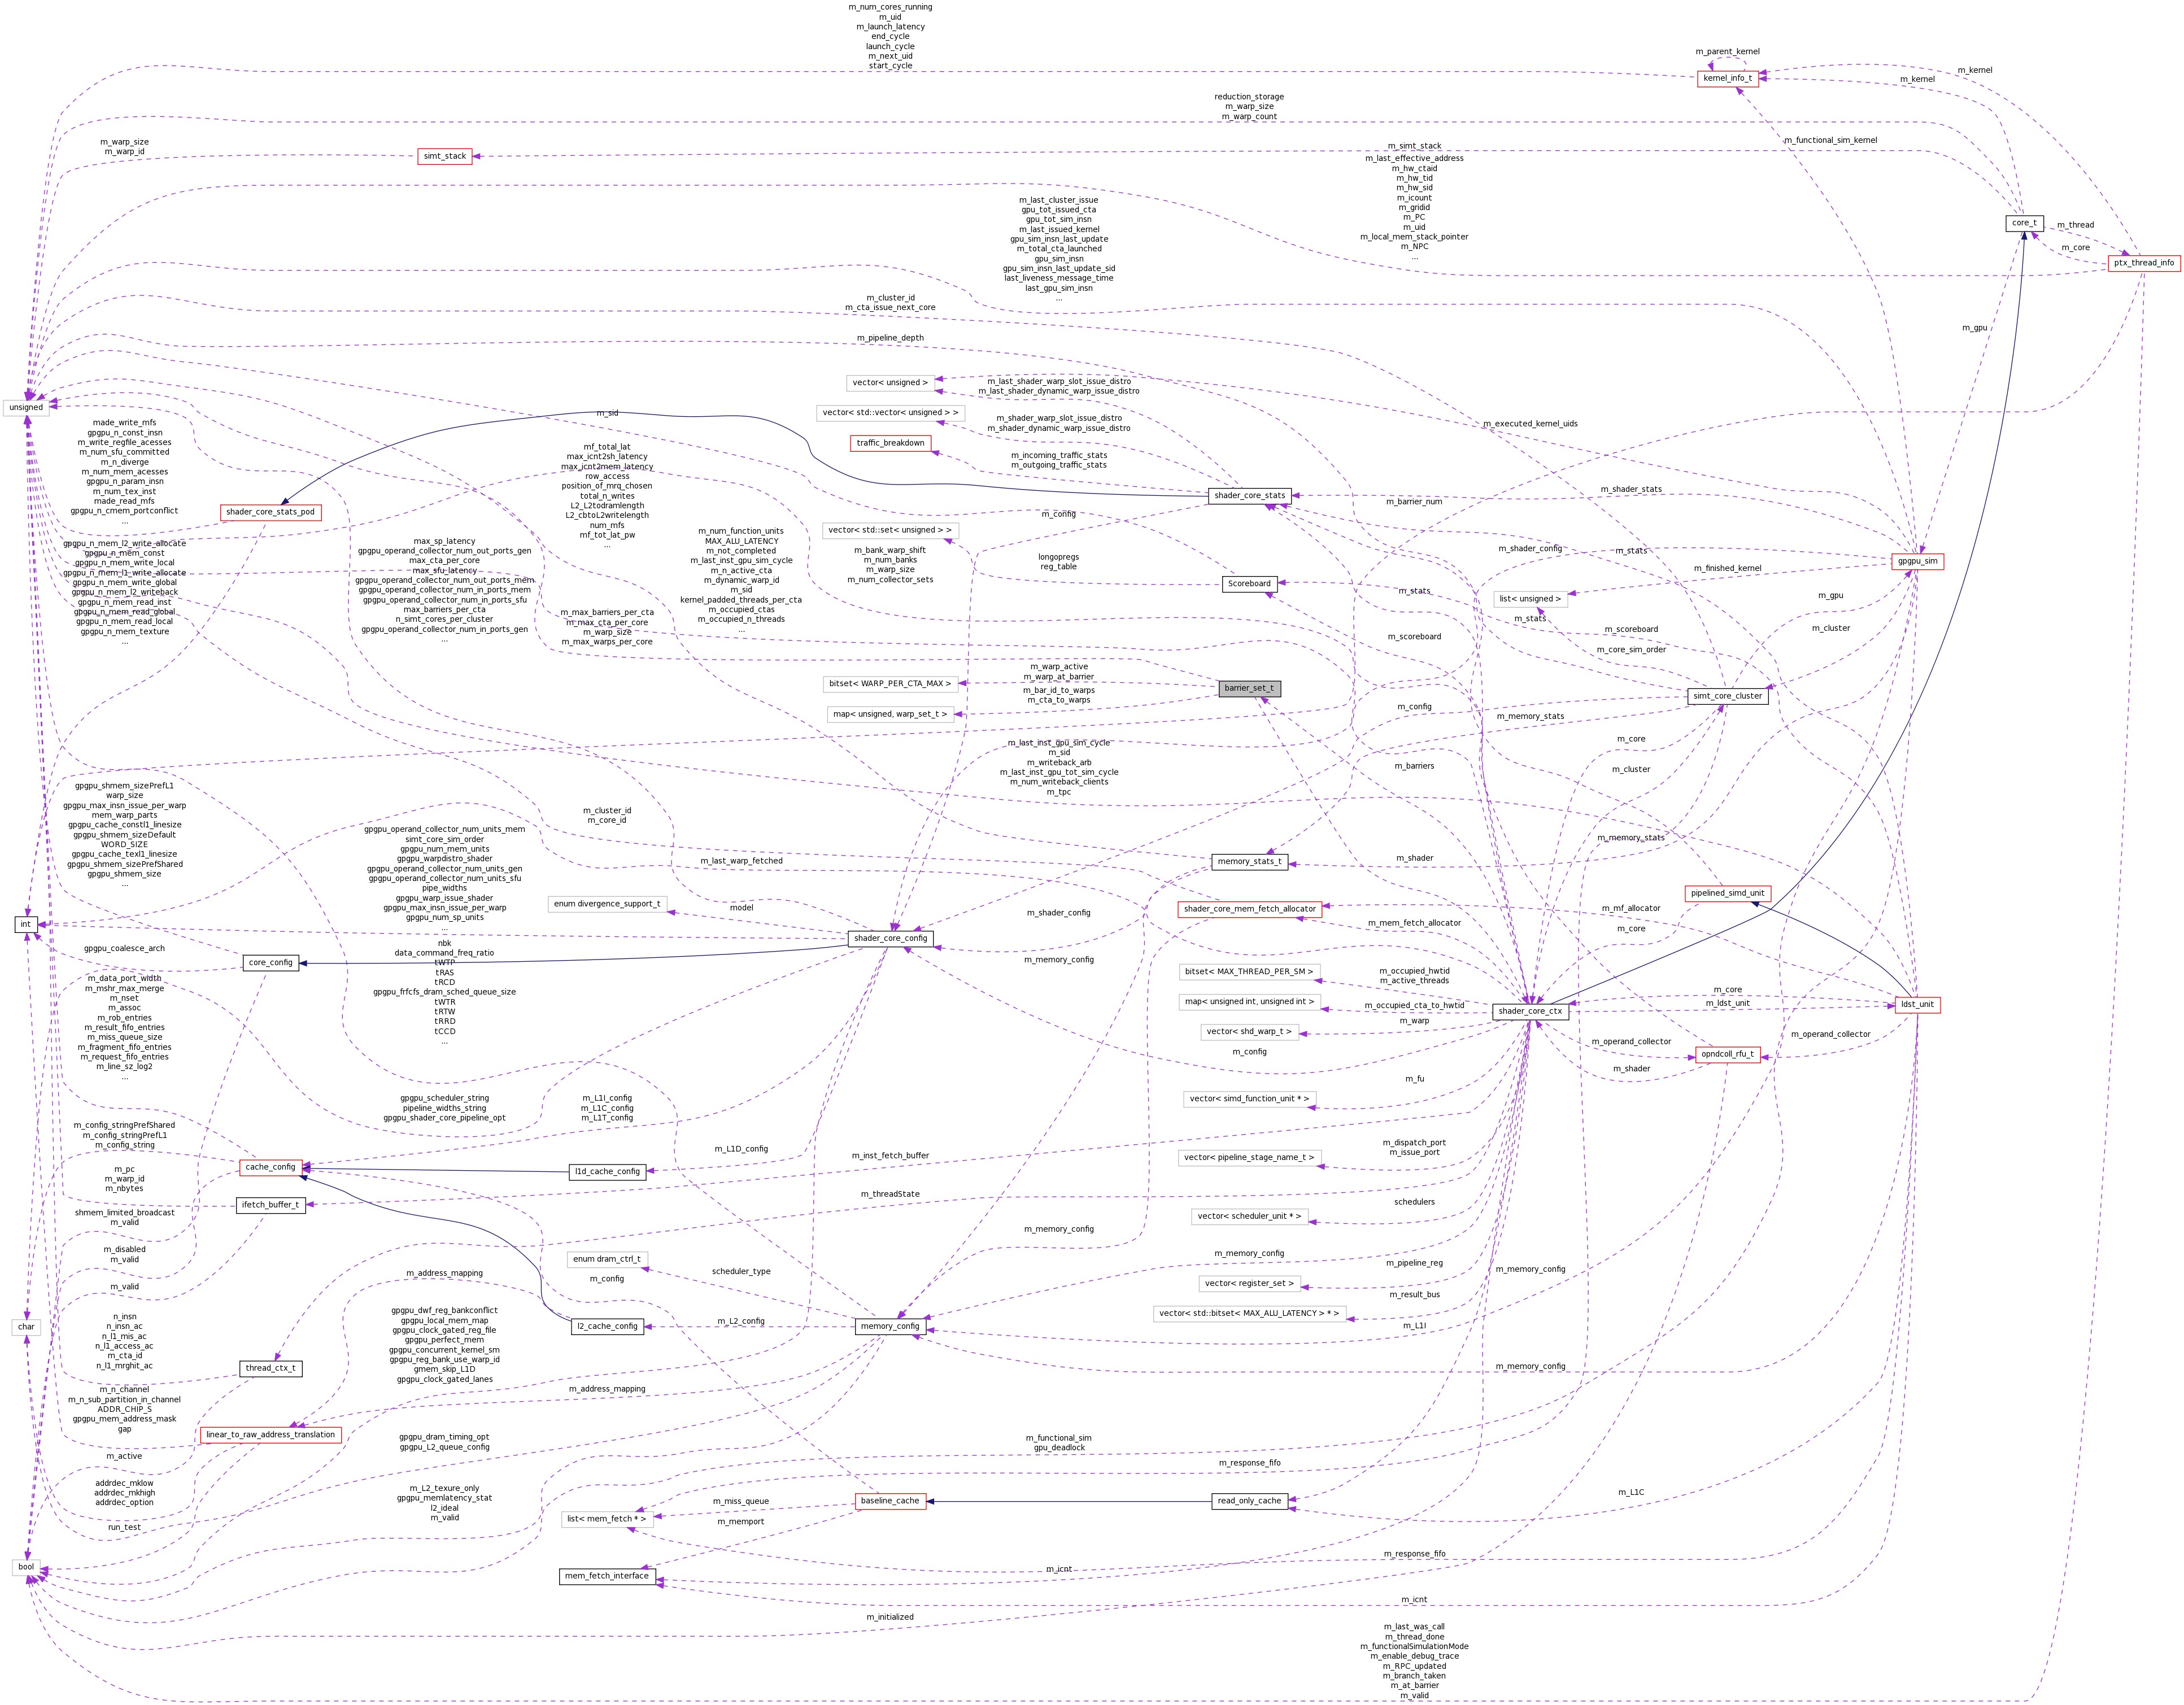 m_num_cores_running
m_uid
m_launch_latency
end_cycle
launch_cycle
m_next_uid
start_cycle
m_parent_kernel
kernel_info_t
m_kernel
m_kernel
reduction_storage
m_warp_size
m_warp_count
m_functional_sim_kernel
m_warp_size
m_warp_id
simt_stack
m_simt_stack
m_last_effective_address
m_hw_ctaid
m_hw_tid
m_hw_sid
m_icount
m_gridid
m_PC
m_uid
m_local_mem_stack_pointer
m_NPC
...
core_t
m_thread
m_core
ptx_thread_info
m_last_cluster_issue
gpu_tot_issued_cta
gpu_tot_sim_insn
m_last_issued_kernel
gpu_sim_insn_last_update
m_total_cta_launched
gpu_sim_insn
gpu_sim_insn_last_update_sid
last_liveness_message_time
last_gpu_sim_insn
...
m_cluster_id
m_cta_issue_next_core
m_gpu
m_pipeline_depth
vector< unsigned >
m_last_shader_warp_slot_issue_distro
m_last_shader_dynamic_warp_issue_distro
unsigned
m_sid
vector< std::vector< unsigned > >
m_shader_warp_slot_issue_distro
m_shader_dynamic_warp_issue_distro
m_executed_kernel_uids
traffic_breakdown
m_incoming_traffic_stats
m_outgoing_traffic_stats
made_write_mfs
gpgpu_n_const_insn
m_write_regfile_acesses
m_num_sfu_committed
m_n_diverge
m_num_mem_acesses
gpgpu_n_param_insn
m_num_tex_inst
made_read_mfs
gpgpu_n_cmem_portconflict
...
mf_total_lat
max_icnt2sh_latency
max_icnt2mem_latency
row_access
position_of_mrq_chosen
total_n_writes
L2_L2todramlength
L2_cbtoL2writelength
num_mfs
mf_tot_lat_pw
...
shader_core_stats_pod
shader_core_stats
m_shader_stats
m_barrier_num
m_config
vector< std::set< unsigned > >
longopregs
reg_table
m_num_function_units
MAX_ALU_LATENCY
m_not_completed
m_last_inst_gpu_sim_cycle
m_n_active_cta
m_dynamic_warp_id
m_sid
kernel_padded_threads_per_cta
m_occupied_ctas
m_occupied_n_threads
...
m_bank_warp_shift
m_num_banks
m_warp_size
m_num_collector_sets
m_shader_config
m_stats
gpgpu_sim
Scoreboard
m_finished_kernel
list< unsigned >
m_gpu
m_cluster
m_stats
m_stats
m_scoreboard
m_scoreboard
m_core_sim_order
gpgpu_n_mem_l2_write_allocate
gpgpu_n_mem_const
gpgpu_n_mem_write_local
gpgpu_n_mem_l1_write_allocate
gpgpu_n_mem_write_global
gpgpu_n_mem_l2_writeback
gpgpu_n_mem_read_inst
gpgpu_n_mem_read_global
gpgpu_n_mem_read_local
gpgpu_n_mem_texture
...
max_sp_latency
gpgpu_operand_collector_num_out_ports_gen
max_cta_per_core
max_sfu_latency
gpgpu_operand_collector_num_out_ports_mem
gpgpu_operand_collector_num_in_ports_mem
gpgpu_operand_collector_num_in_ports_sfu
max_barriers_per_cta
n_simt_cores_per_cluster
gpgpu_operand_collector_num_in_ports_gen
...
m_max_barriers_per_cta
m_max_cta_per_core
m_warp_size
m_max_warps_per_core
bitset< WARP_PER_CTA_MAX >
m_warp_active
m_warp_at_barrier
barrier_set_t
map< unsigned, warp_set_t >
m_bar_id_to_warps
m_cta_to_warps
simt_core_cluster
m_config
m_memory_stats
m_core
m_cluster
m_barriers
m_last_inst_gpu_sim_cycle
m_sid
m_writeback_arb
m_last_inst_gpu_tot_sim_cycle
m_num_writeback_clients
m_tpc
gpgpu_shmem_sizePrefL1
warp_size
gpgpu_max_insn_issue_per_warp
mem_warp_parts
gpgpu_cache_constl1_linesize
gpgpu_shmem_sizeDefault
WORD_SIZE
gpgpu_cache_texl1_linesize
gpgpu_shmem_sizePrefShared
gpgpu_shmem_size
...
m_cluster_id
m_core_id
gpgpu_operand_collector_num_units_mem
simt_core_sim_order
gpgpu_num_mem_units
gpgpu_warpdistro_shader
gpgpu_operand_collector_num_units_gen
gpgpu_operand_collector_num_units_sfu
pipe_widths
gpgpu_warp_issue_shader
gpgpu_max_insn_issue_per_warp
gpgpu_num_sp_units
...
m_last_warp_fetched
memory_stats_t
m_shader
m_memory_stats
pipelined_simd_unit
enum divergence_support_t
model
m_shader_config
shader_core_mem_fetch_allocator
m_mem_fetch_allocator
m_mf_allocator
m_core
int
shader_core_config
core_config
gpgpu_coalesce_arch
nbk
data_command_freq_ratio
tWTP
tRAS
tRCD
gpgpu_frfcfs_dram_sched_queue_size
tWTR
tRTW
tRRD
tCCD
...
m_memory_config
bitset< MAX_THREAD_PER_SM >
m_occupied_hwtid
m_active_threads
map< unsigned int, unsigned int >
m_occupied_cta_to_hwtid
vector< shd_warp_t >
m_warp
shader_core_ctx
m_core
m_ldst_unit
ldst_unit
m_config
m_operand_collector
m_operand_collector
opndcoll_rfu_t
m_shader
m_data_port_width
m_mshr_max_merge
m_nset
m_assoc
m_rob_entries
m_result_fifo_entries
m_miss_queue_size
m_fragment_fifo_entries
m_request_fifo_entries
m_line_sz_log2
...
gpgpu_scheduler_string
pipeline_widths_string
gpgpu_shader_core_pipeline_opt
m_L1I_config
m_L1C_config
m_L1T_config
vector< simd_function_unit * >
m_fu
m_config_stringPrefShared
m_config_stringPrefL1
m_config_string
m_L1D_config
m_inst_fetch_buffer
vector< pipeline_stage_name_t >
m_dispatch_port
m_issue_port
cache_config
l1d_cache_config
m_pc
m_warp_id
m_nbytes
ifetch_buffer_t
m_threadState
vector< scheduler_unit * >
schedulers
shmem_limited_broadcast
m_valid
m_memory_config
m_disabled
m_valid
enum dram_ctrl_t
scheduler_type
m_memory_config
m_address_mapping
m_config
m_valid
vector< register_set >
m_pipeline_reg
m_memory_config
vector< std::bitset< MAX_ALU_LATENCY > * >
m_result_bus
m_L1I
char
n_insn
n_insn_ac
n_l1_mis_ac
n_l1_access_ac
m_cta_id
n_l1_mrghit_ac
gpgpu_dwf_reg_bankconflict
gpgpu_local_mem_map
gpgpu_clock_gated_reg_file
gpgpu_perfect_mem
gpgpu_concurrent_kernel_sm
gpgpu_reg_bank_use_warp_id
gmem_skip_L1D
gpgpu_clock_gated_lanes
l2_cache_config
m_L2_config
memory_config
thread_ctx_t
m_memory_config
m_address_mapping
m_n_channel
m_n_sub_partition_in_channel
ADDR_CHIP_S
gpgpu_mem_address_mask
gap
linear_to_raw_address_translation
m_active
gpgpu_dram_timing_opt
gpgpu_L2_queue_config
m_functional_sim
gpu_deadlock
m_response_fifo
addrdec_mklow
addrdec_mkhigh
addrdec_option
m_L2_texure_only
gpgpu_memlatency_stat
l2_ideal
m_valid
m_L1C
baseline_cache
read_only_cache
m_miss_queue
list< mem_fetch * >
m_memport
run_test
bool
m_response_fifo
mem_fetch_interface
m_icnt
m_icnt
m_initialized
m_last_was_call
m_thread_done
m_functionalSimulationMode
m_enable_debug_trace
m_RPC_updated
m_branch_taken
m_at_barrier
m_valid